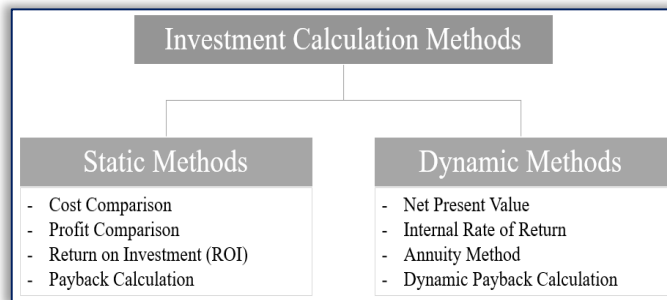 Investment Calculation Methods
Static Methods
- Cost Comparison
- Profit Comparison
- Return on Investment (ROI)
- Payback Calculation
Dynamic Methods
- Net Present Value
- Internal Rate of Return
- Annuity Method
- Dynamic Payback Calculation